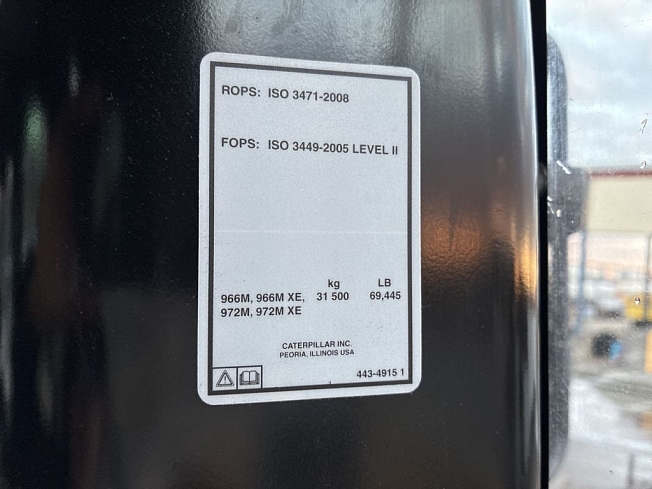 ROPS: ISO 3471-2008
FOPS: ISO 3449-2005 LEVEL II
kg LB
966M, 966M XE, 31 500 69,445
972M, 972M XE
CATERPILLAR INC.
PEORIA, ILLINOIS USA
443-4915 1